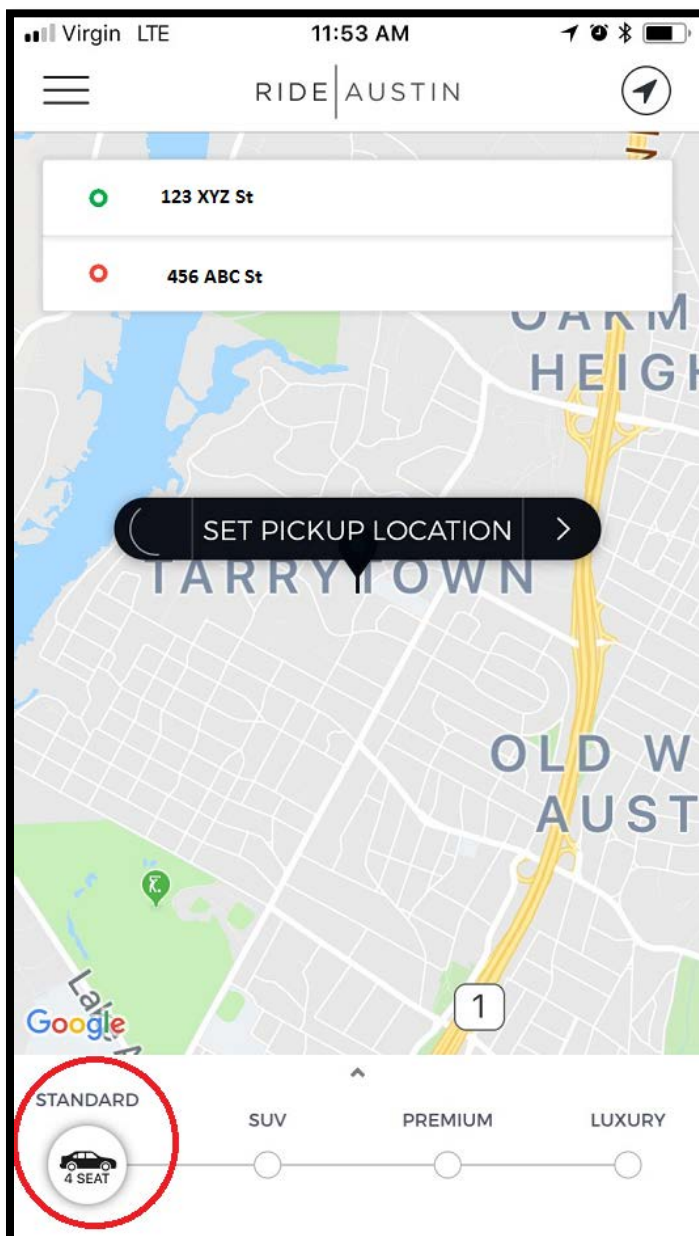 Virgin LTE 11:53 AM
RIDE AUSTIN
123 XYZ St
456 ABC St
HEIGH
SET PICKUP LOCATION
TARRYTOWN
OLD W
AUST
1
Google
STANDARD SUV PREMIUM LUXURY
4 SEAT